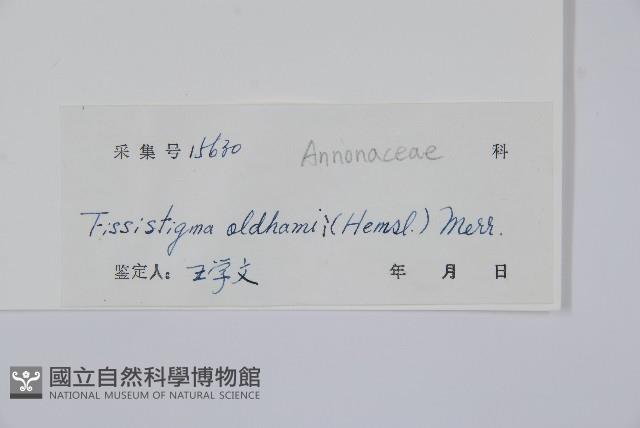 采集号 15630 Annonaceae 科
Tissistigma oldhamii (Hemsl.) Merr.
鉴定人: 王学文 年 月 日
國立自然科學博物館
NATIONAL MUSEUM OF NATURAL SCIENCE